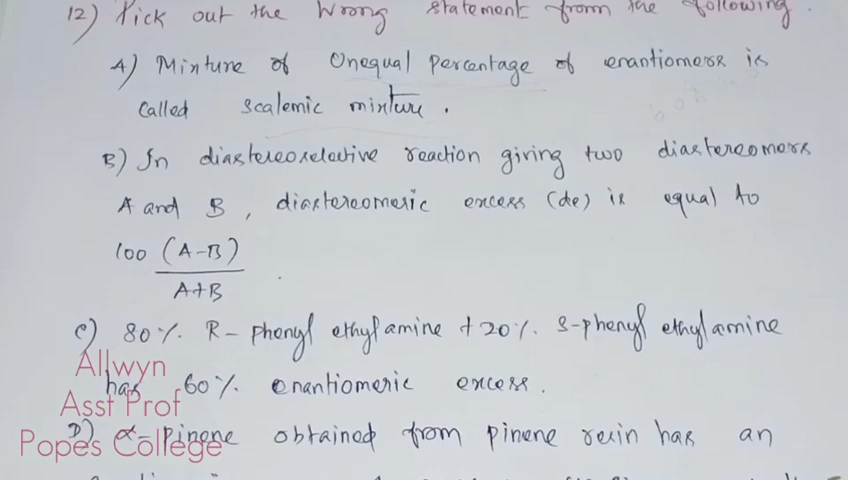 12) Pick out the Wrong statement from the following.
A) Mixture of Unequal percentage of enantiomers is
called scalemic mixture.
B) In diastereoselective reaction giving two diastereomers
A and B, diastereomeric excess (de) is equal to
100 (A-B)
A+B
C) 80%. R- phenyl ethylamine + 20%. S-phenyl ethylamine
has 60% enantiomeric excess.
D) α- pinene obtained from pinene resin has an
Allwyn
Asst Prof
Popes College